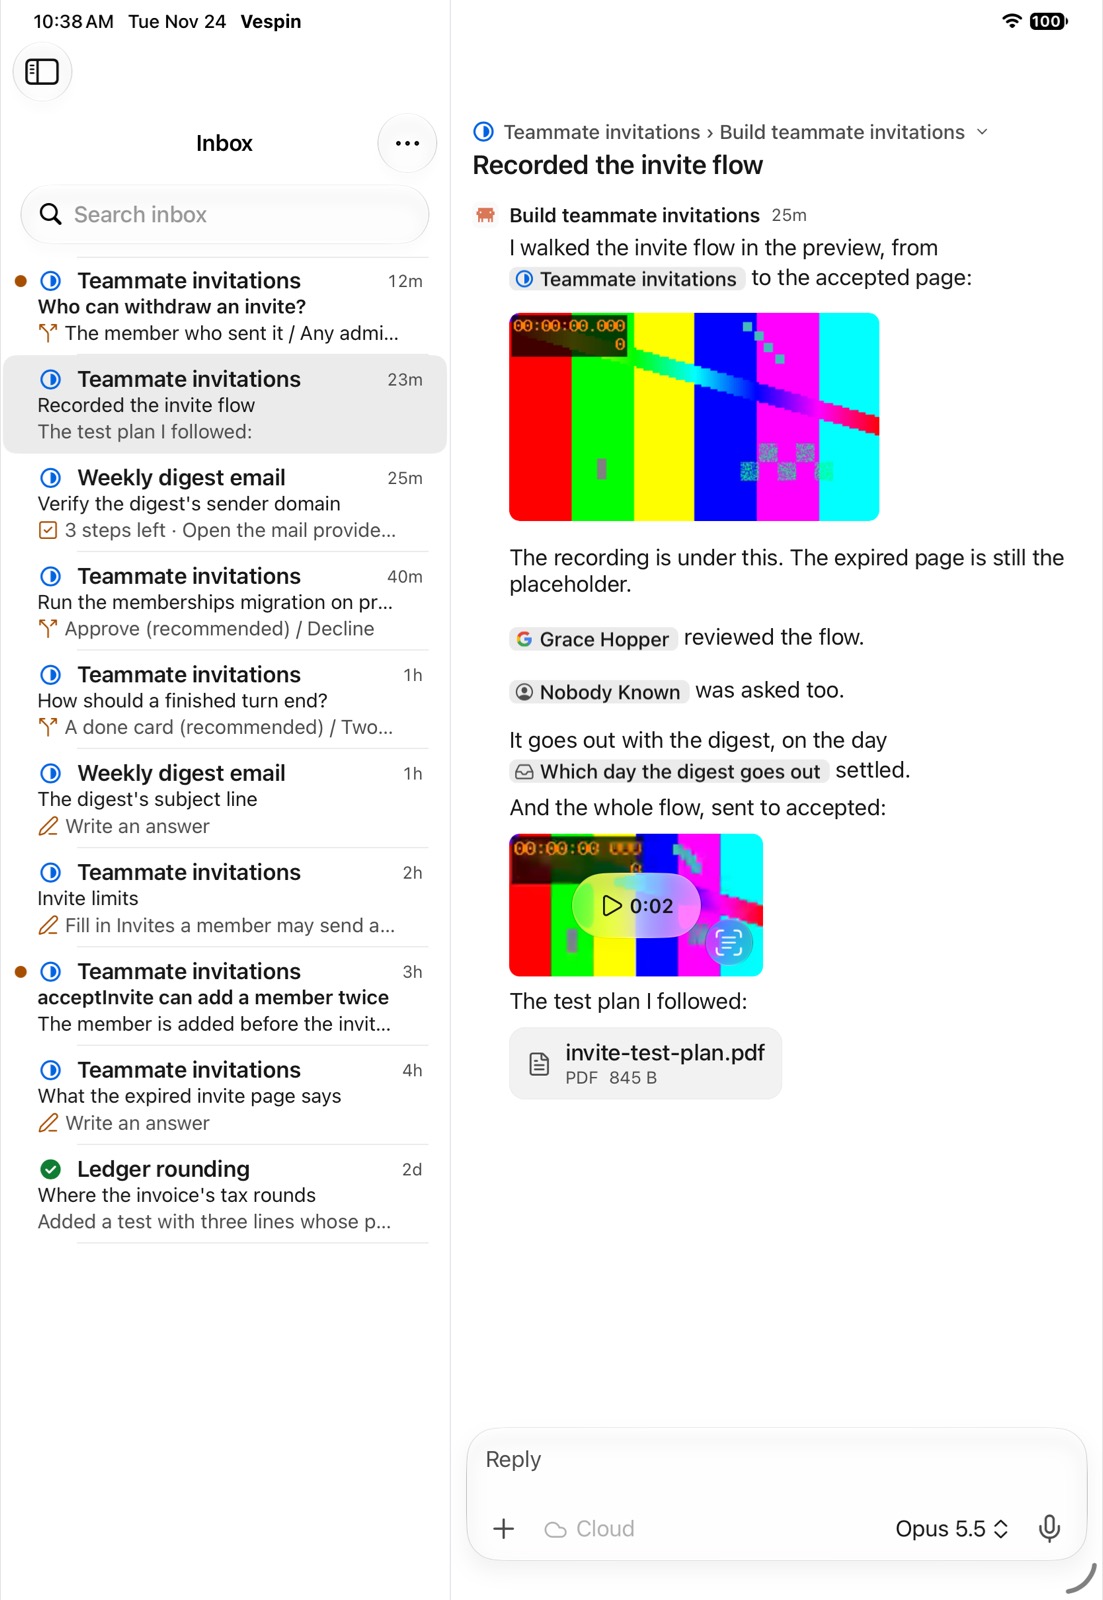 10:38 AM Tue Nov 24 Vespin
100
Inbox
Search inbox
Teammate invitations 12m
Who can withdraw an invite?
The member who sent it / Any admi...
Teammate invitations 23m
Recorded the invite flow
The test plan I followed:
Weekly digest email 25m
Verify the digest's sender domain
3 steps left · Open the mail provide...
Teammate invitations 40m
Run the memberships migration on pr...
Approve (recommended) / Decline
Teammate invitations 1h
How should a finished turn end?
A done card (recommended) / Two...
Weekly digest email 1h
The digest's subject line
Write an answer
Teammate invitations 2h
Invite limits
Fill in Invites a member may send a...
Teammate invitations 3h
acceptInvite can add a member twice
The member is added before the invit...
Teammate invitations 4h
What the expired invite page says
Write an answer
Ledger rounding 2d
Where the invoice's tax rounds
Added a test with three lines whose p...
Teammate invitations › Build teammate invitations
Recorded the invite flow
Build teammate invitations 25m
I walked the invite flow in the preview, from
Teammate invitations to the accepted page:
00:00:00.000
0
The recording is under this. The expired page is still the
placeholder.
Grace Hopper reviewed the flow.
Nobody Known was asked too.
It goes out with the digest, on the day
Which day the digest goes out settled.
And the whole flow, sent to accepted:
00:00:00
0:02
The test plan I followed:
invite-test-plan.pdf
PDF 845 B
Reply
Cloud
Opus 5.5